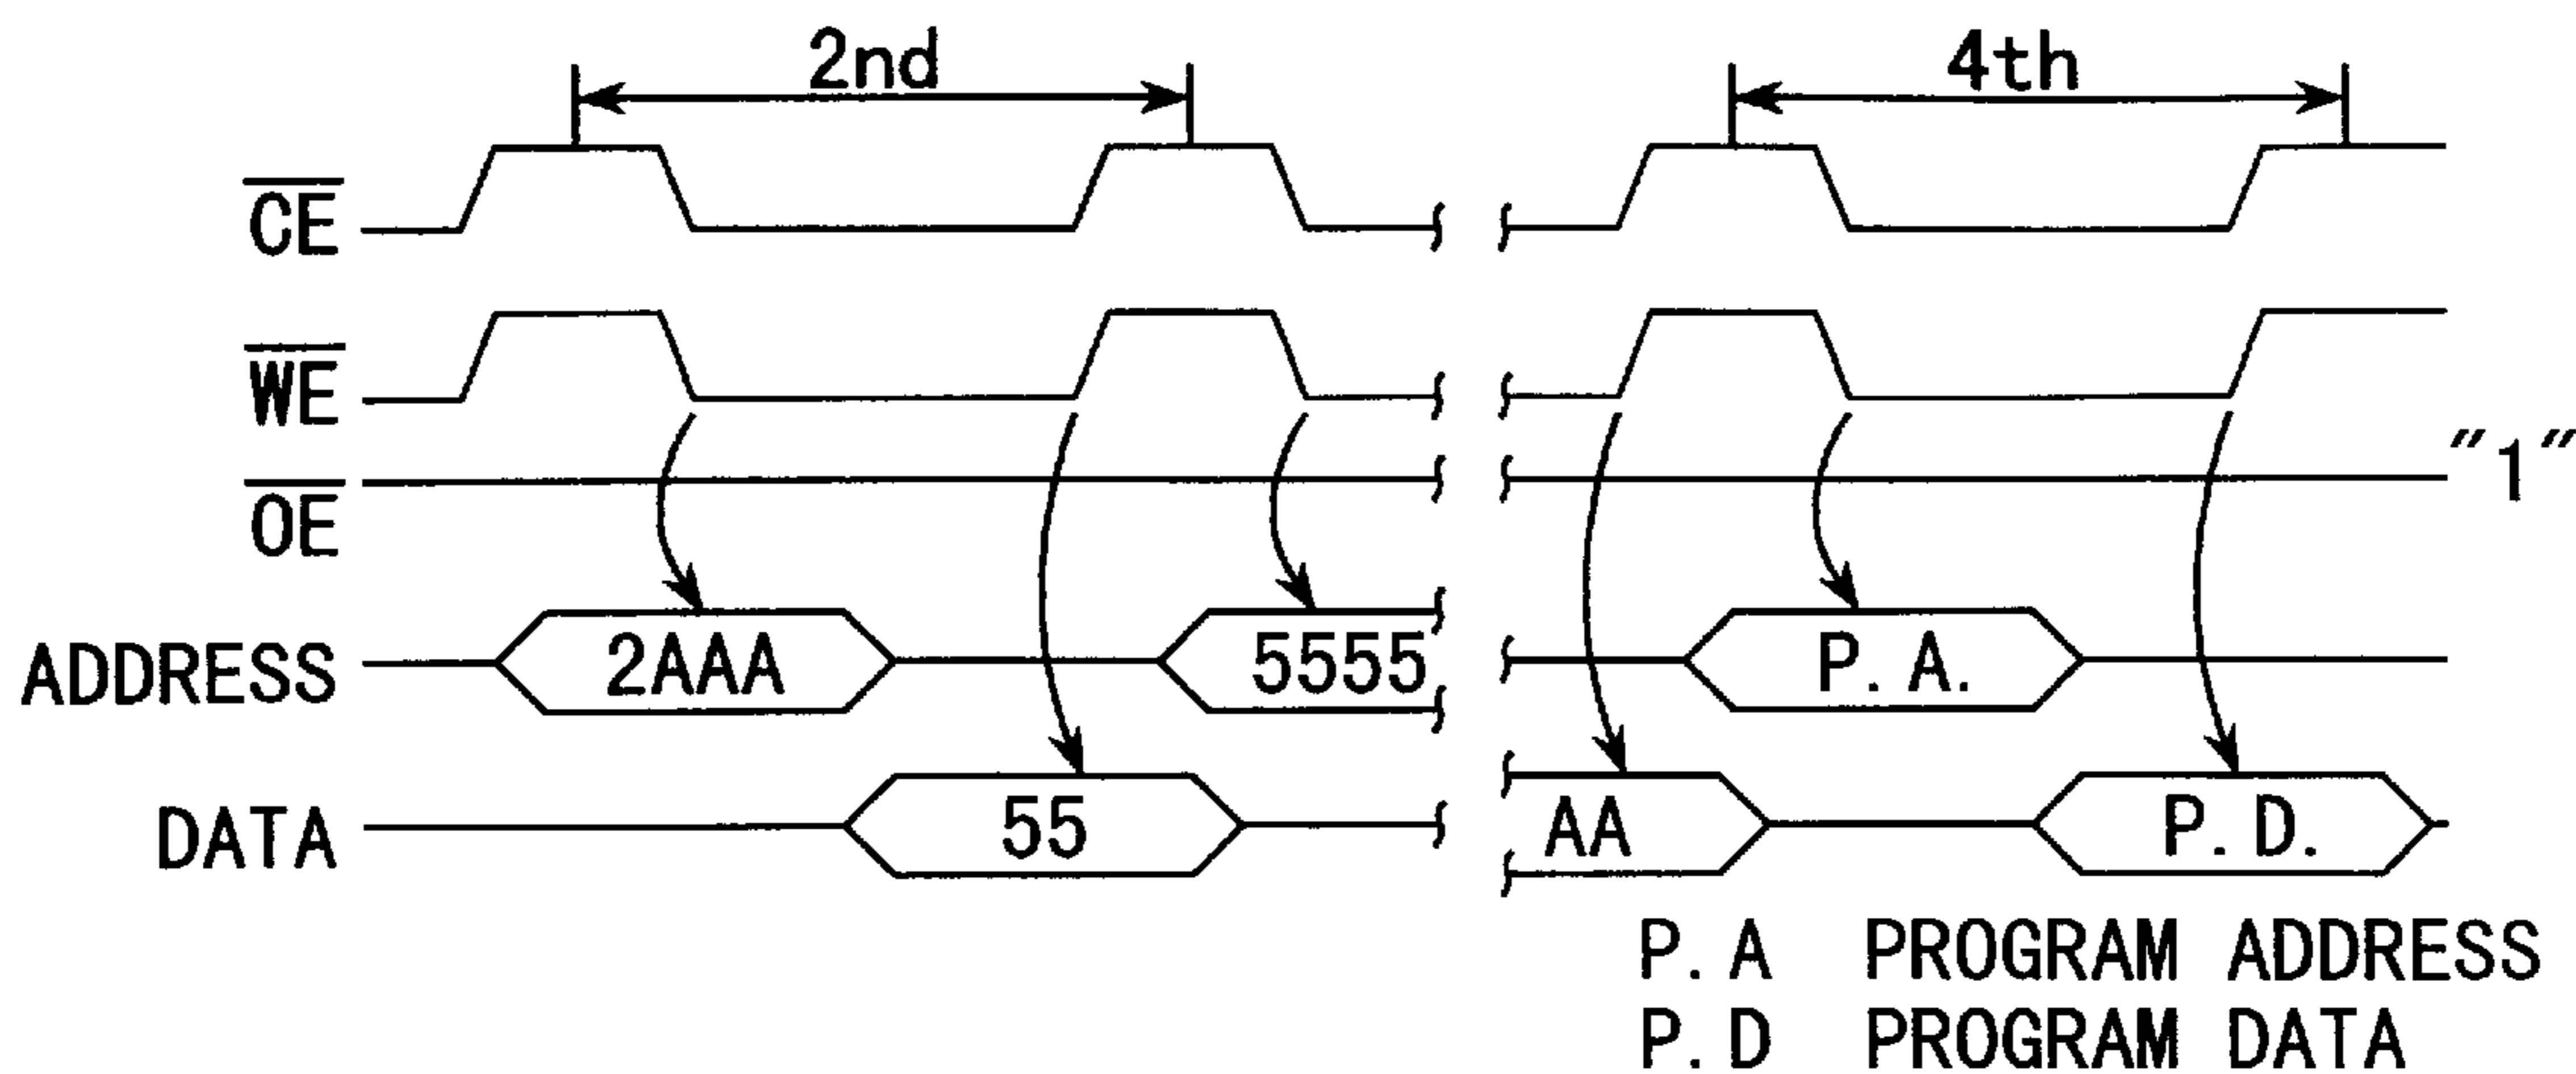 2nd 4th
CE
WE
"1"
OE
ADDRESS 2AAA 5555 P. A.
DATA 55 AA P. D.
P. A PROGRAM ADDRESS
P. D PROGRAM DATA